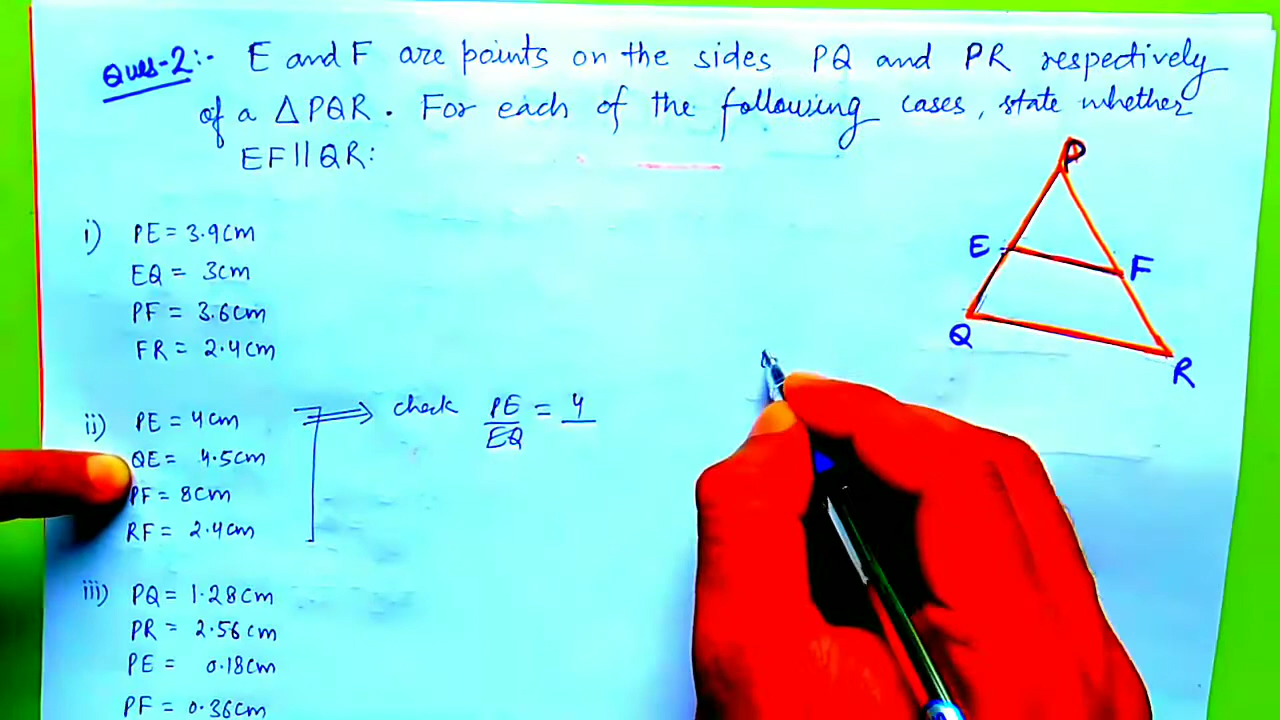 Ques-2:- E and F are points on the sides PQ and PR respectively
of a △PQR. For each of the following cases, state whether
EF||QR:
P
E
F
Q
R
i) PE = 3.9cm
EQ = 3cm
PF = 3.6cm
FR = 2.4cm
ii) PE = 4cm
QE = 4.5cm
PF = 8cm
RF = 2.4cm
check PE/EQ = 4
iii) PQ = 1.28cm
PR = 2.56cm
PE = 0.18cm
PF = 0.36cm